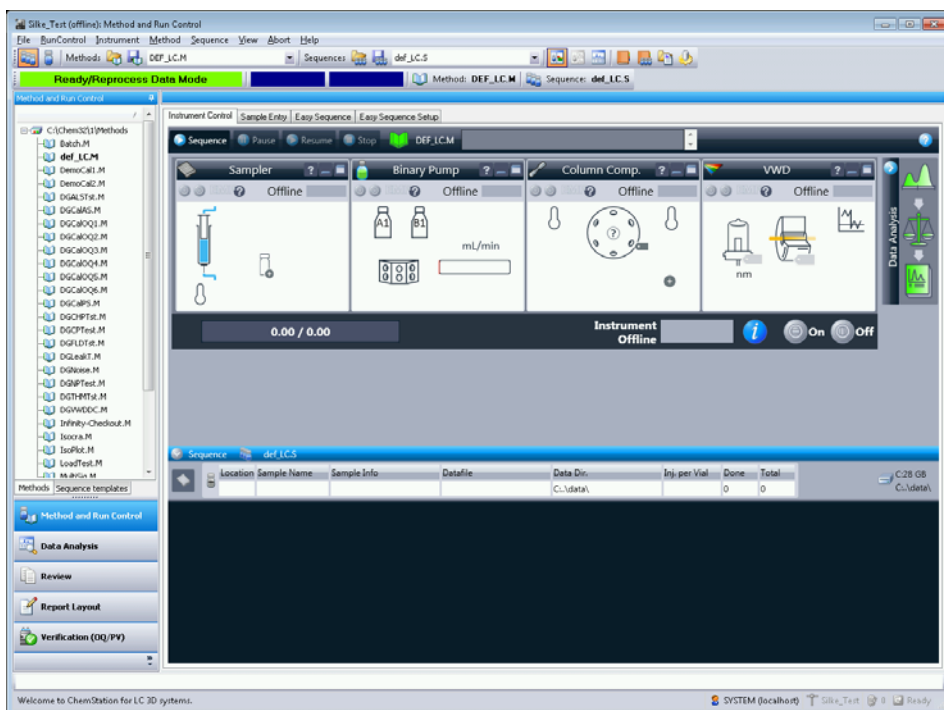 Silke_Test (offline): Method and Run Control
File RunControl Instrument Method Sequence View Abort Help
Method: DEF_LC.M Sequence: def_LC.S
Ready/Reprocess Data Mode Method: DEF_LC.M Sequence: def_LC.S
Method and Run Control
Instrument Control Sample Entry Easy Sequence Easy Sequence Setup
C:\Chem32\1\Methods
Batch.M
def_LC.M
DemoCal1.M
DemoCal2.M
DGALSTst.M
DGCalAS.M
DGCalOQ1.M
DGCalOQ2.M
DGCalOQ3.M
DGCalOQ4.M
DGCalOQ5.M
DGCalOQ6.M
DGCalPS.M
DGCHPTst.M
DGCPTest.M
DGFLDTst.M
DGLeakT.M
DGNoise.M
DGNPTest.M
DGTHMTst.M
DGVWDDC.M
Infinity-Checkout.M
Isocra.M
IsoPlot.M
LoadTest.M
Methods Sequence templates
Method and Run Control
Data Analysis
Review
Report Layout
Verification (OQ/PV)
Sequence Pause Resume Stop DEF_LC.M
Sampler Binary Pump Column Comp. VWD
Offline Offline Offline Offline
A1 B1
mL/min
nm
Data Analysis
0.00 / 0.00 Instrument Offline On Off
Sequence def_LC.S
Location Sample Name Sample Info Datafile Data Dir. Inj. per Vial Done Total
C:..\data\ 0 0
C:28 GB
C:..\data\
Welcome to ChemStation for LC 3D systems. SYSTEM (localhost) Silke_Test 0 Ready